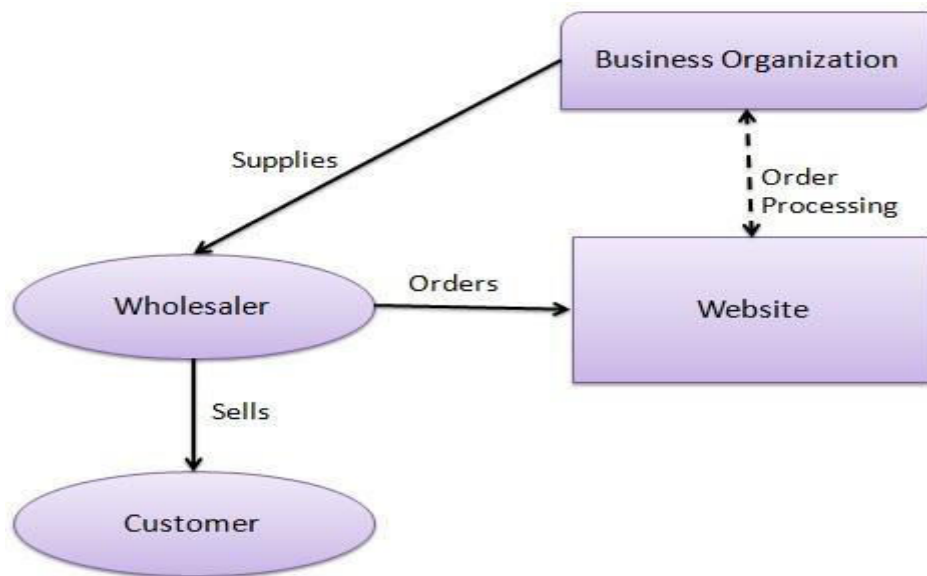 Business Organization
Supplies
Order
Processing
Wholesaler
Orders
Website
Sells
Customer